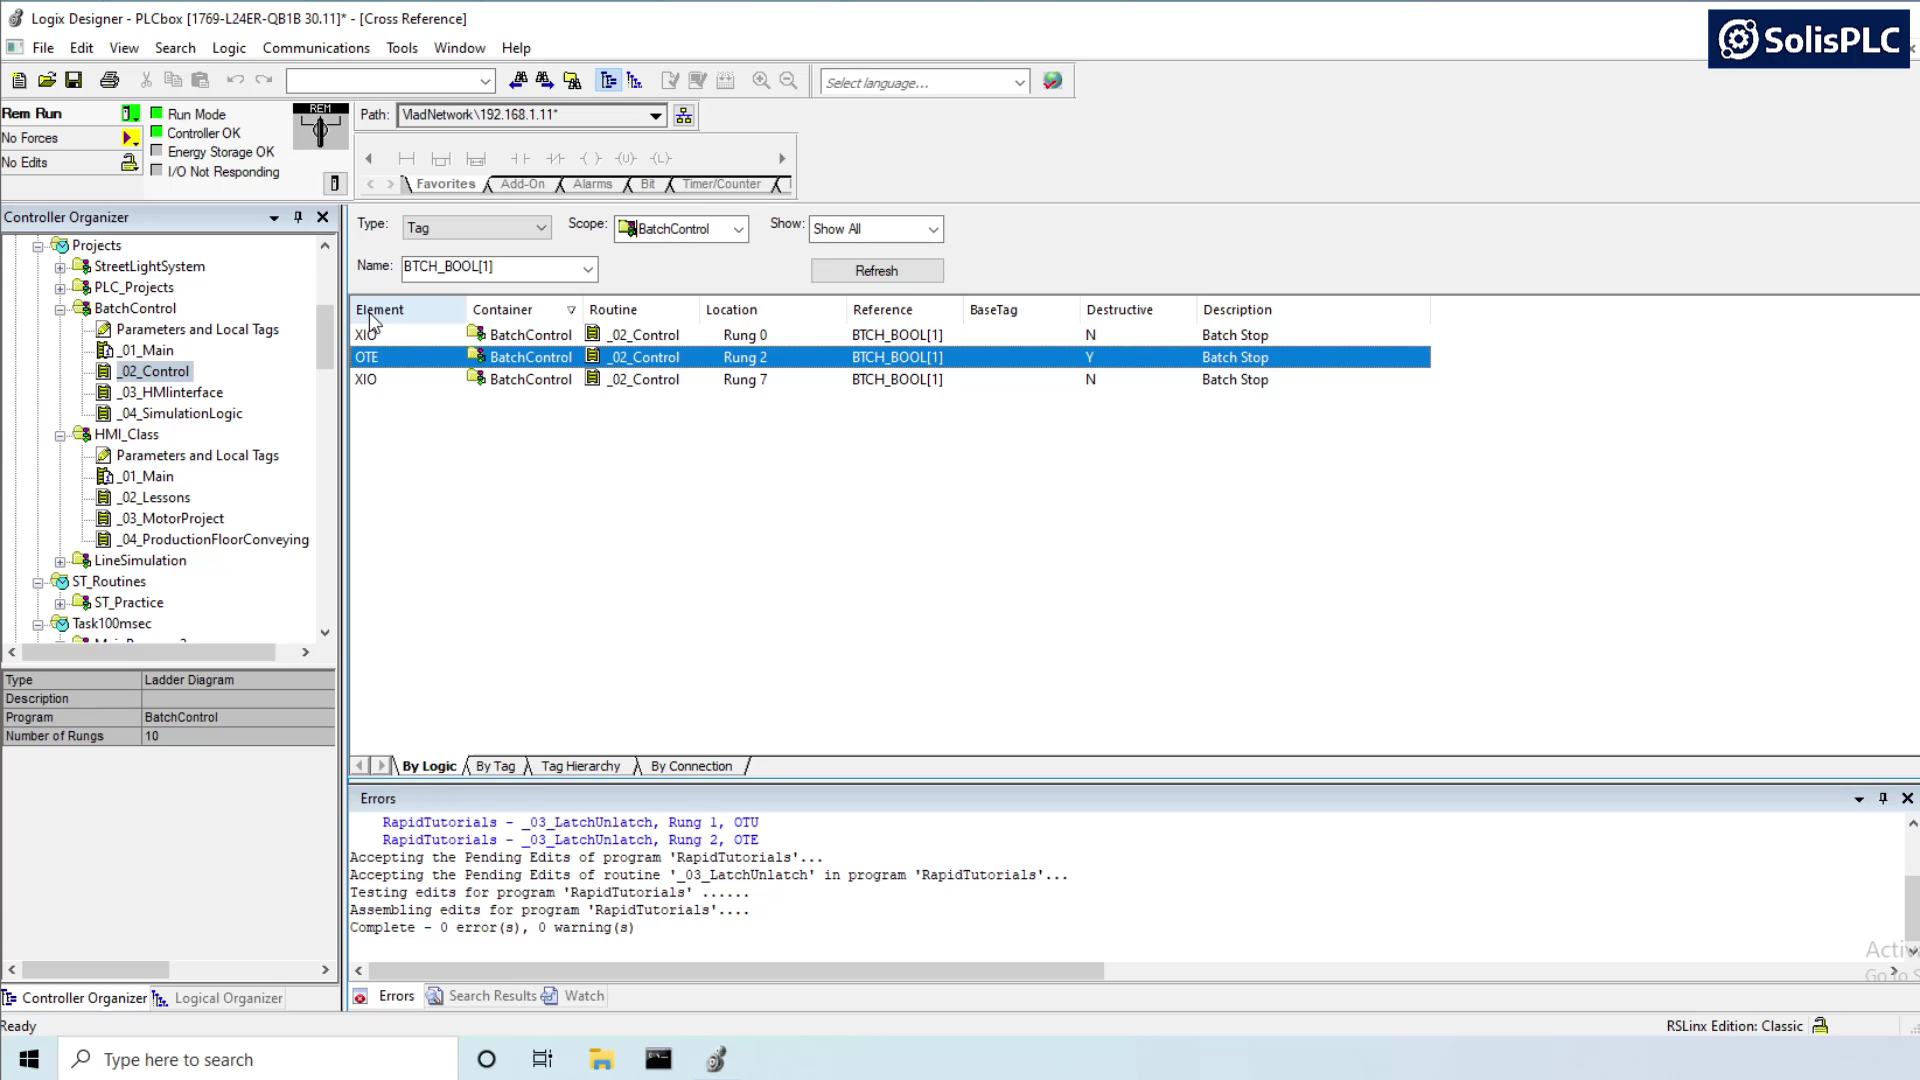 Logix Designer - PLCbox [1769-L24ER-QB1B 30.11]* - [Cross Reference]
SolisPLC
File Edit View Search Logic Communications Tools Window Help
Select language...
Rem Run
No Forces
No Edits
Run Mode
Controller OK
Energy Storage OK
I/O Not Responding
REM
Path: VladNetwork\192.168.1.11*
Favorites Add-On Alarms Bit Timer/Counter
Controller Organizer
Projects
StreetLightSystem
PLC_Projects
BatchControl
Parameters and Local Tags
_01_Main
_02_Control
_03_HMIinterface
_04_SimulationLogic
HMI_Class
Parameters and Local Tags
_01_Main
_02_Lessons
_03_MotorProject
_04_ProductionFloorConveying
LineSimulation
ST_Routines
ST_Practice
Task100msec
Type Ladder Diagram
Description
Program BatchControl
Number of Rungs 10
Controller Organizer Logical Organizer
Type: Tag Scope: BatchControl Show: Show All
Name: BTCH_BOOL[1] Refresh
Element Container Routine Location Reference BaseTag Destructive Description
XIO BatchControl _02_Control Rung 0 BTCH_BOOL[1] N Batch Stop
OTE BatchControl _02_Control Rung 2 BTCH_BOOL[1] Y Batch Stop
XIO BatchControl _02_Control Rung 7 BTCH_BOOL[1] N Batch Stop
By Logic By Tag Tag Hierarchy By Connection
Errors
RapidTutorials - _03_LatchUnlatch, Rung 1, OTU
RapidTutorials - _03_LatchUnlatch, Rung 2, OTE
Accepting the Pending Edits of program 'RapidTutorials'...
Accepting the Pending Edits of routine '_03_LatchUnlatch' in program 'RapidTutorials'...
Testing edits for program 'RapidTutorials' ......
Assembling edits for program 'RapidTutorials'....
Complete - 0 error(s), 0 warning(s)
Errors Search Results Watch
Ready
RSLinx Edition: Classic
Type here to search